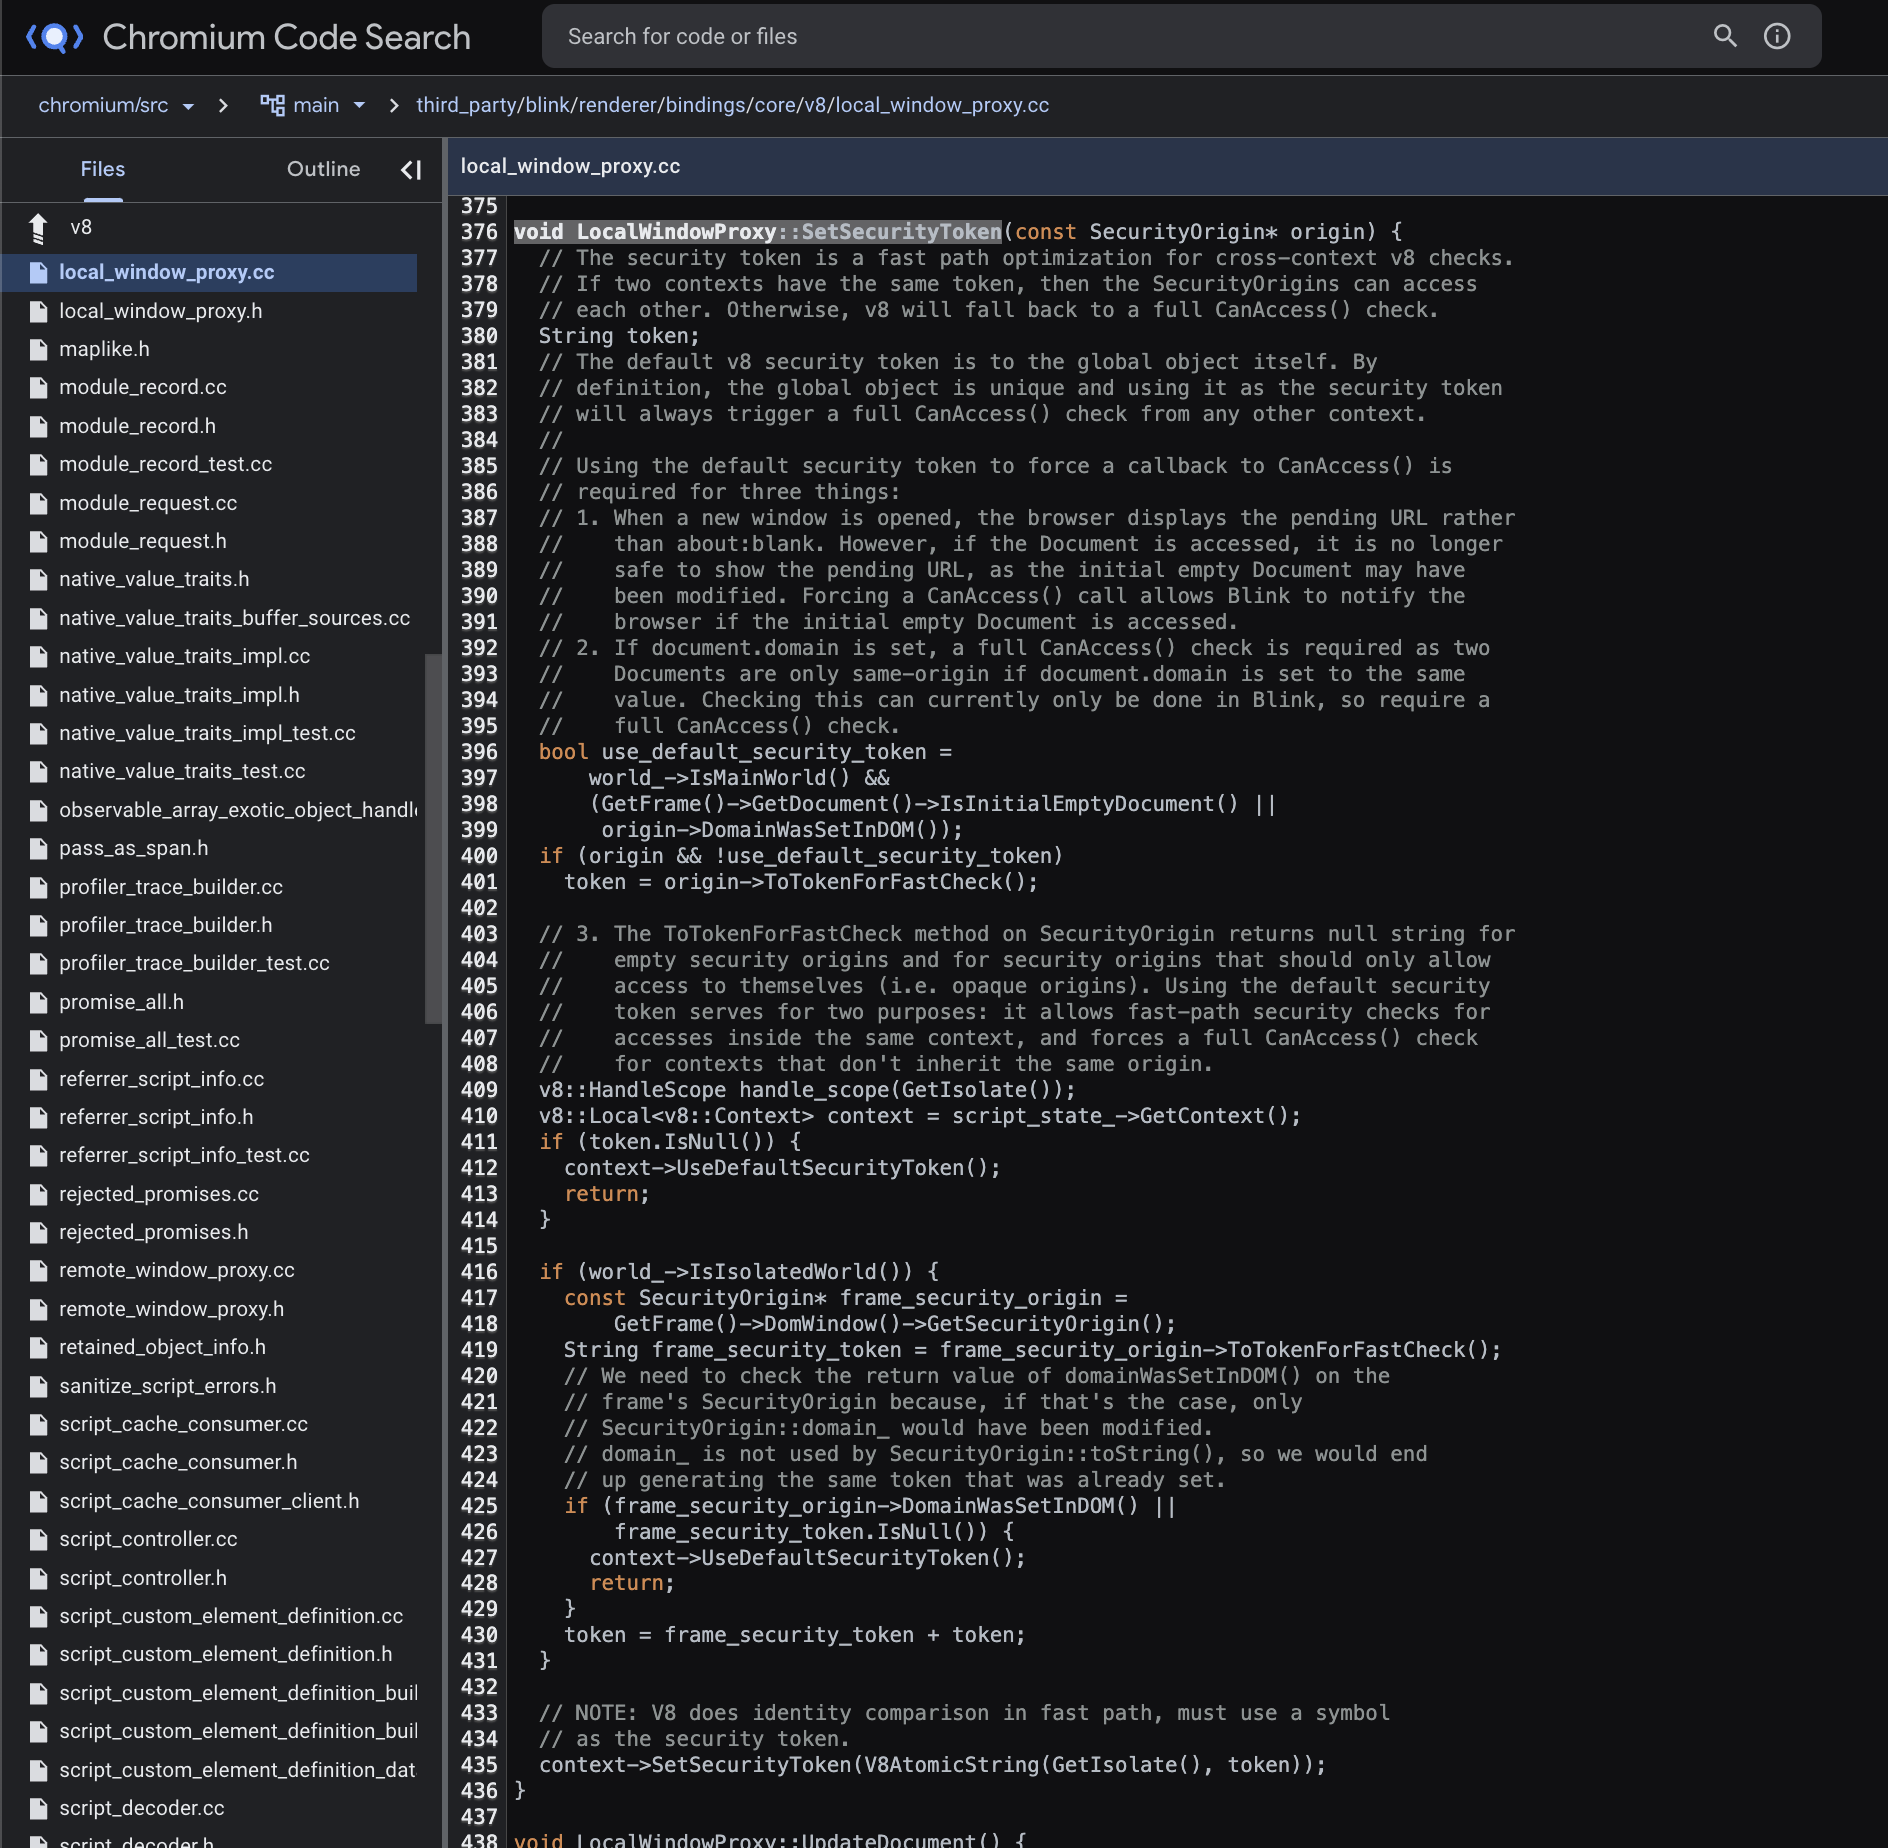 Chromium Code Search
Search for code or files
chromium/src > main > third_party/blink/renderer/bindings/core/v8/local_window_proxy.cc
Files Outline
v8
local_window_proxy.cc
local_window_proxy.h
maplike.h
module_record.cc
module_record.h
module_record_test.cc
module_request.cc
module_request.h
native_value_traits.h
native_value_traits_buffer_sources.cc
native_value_traits_impl.cc
native_value_traits_impl.h
native_value_traits_impl_test.cc
native_value_traits_test.cc
observable_array_exotic_object_handl
pass_as_span.h
profiler_trace_builder.cc
profiler_trace_builder.h
profiler_trace_builder_test.cc
promise_all.h
promise_all_test.cc
referrer_script_info.cc
referrer_script_info.h
referrer_script_info_test.cc
rejected_promises.cc
rejected_promises.h
remote_window_proxy.cc
remote_window_proxy.h
retained_object_info.h
sanitize_script_errors.h
script_cache_consumer.cc
script_cache_consumer.h
script_cache_consumer_client.h
script_controller.cc
script_controller.h
script_custom_element_definition.cc
script_custom_element_definition.h
script_custom_element_definition_buil
script_custom_element_definition_buil
script_custom_element_definition_dat
script_decoder.cc
script_decoder.h
local_window_proxy.cc
375
376 void LocalWindowProxy::SetSecurityToken(const SecurityOrigin* origin) {
377   // The security token is a fast path optimization for cross-context v8 checks.
378   // If two contexts have the same token, then the SecurityOrigins can access
379   // each other. Otherwise, v8 will fall back to a full CanAccess() check.
380   String token;
381   // The default v8 security token is to the global object itself. By
382   // definition, the global object is unique and using it as the security token
383   // will always trigger a full CanAccess() check from any other context.
384   //
385   // Using the default security token to force a callback to CanAccess() is
386   // required for three things:
387   // 1. When a new window is opened, the browser displays the pending URL rather
388   //    than about:blank. However, if the Document is accessed, it is no longer
389   //    safe to show the pending URL, as the initial empty Document may have
390   //    been modified. Forcing a CanAccess() call allows Blink to notify the
391   //    browser if the initial empty Document is accessed.
392   // 2. If document.domain is set, a full CanAccess() check is required as two
393   //    Documents are only same-origin if document.domain is set to the same
394   //    value. Checking this can currently only be done in Blink, so require a
395   //    full CanAccess() check.
396   bool use_default_security_token =
397       world_->IsMainWorld() &&
398       (GetFrame()->GetDocument()->IsInitialEmptyDocument() ||
399        origin->DomainWasSetInDOM());
400   if (origin && !use_default_security_token)
401     token = origin->ToTokenForFastCheck();
402
403   // 3. The ToTokenForFastCheck method on SecurityOrigin returns null string for
404   //    empty security origins and for security origins that should only allow
405   //    access to themselves (i.e. opaque origins). Using the default security
406   //    token serves for two purposes: it allows fast-path security checks for
407   //    accesses inside the same context, and forces a full CanAccess() check
408   //    for contexts that don't inherit the same origin.
409   v8::HandleScope handle_scope(GetIsolate());
410   v8::Local<v8::Context> context = script_state_->GetContext();
411   if (token.IsNull()) {
412     context->UseDefaultSecurityToken();
413     return;
414   }
415
416   if (world_->IsIsolatedWorld()) {
417     const SecurityOrigin* frame_security_origin =
418         GetFrame()->DomWindow()->GetSecurityOrigin();
419     String frame_security_token = frame_security_origin->ToTokenForFastCheck();
420     // We need to check the return value of domainWasSetInDOM() on the
421     // frame's SecurityOrigin because, if that's the case, only
422     // SecurityOrigin::domain_ would have been modified.
423     // domain_ is not used by SecurityOrigin::toString(), so we would end
424     // up generating the same token that was already set.
425     if (frame_security_origin->DomainWasSetInDOM() ||
426         frame_security_token.IsNull()) {
427       context->UseDefaultSecurityToken();
428       return;
429     }
430     token = frame_security_token + token;
431   }
432
433   // NOTE: V8 does identity comparison in fast path, must use a symbol
434   // as the security token.
435   context->SetSecurityToken(V8AtomicString(GetIsolate(), token));
436 }
437
438 void LocalWindowProxy::UpdateDocument() {